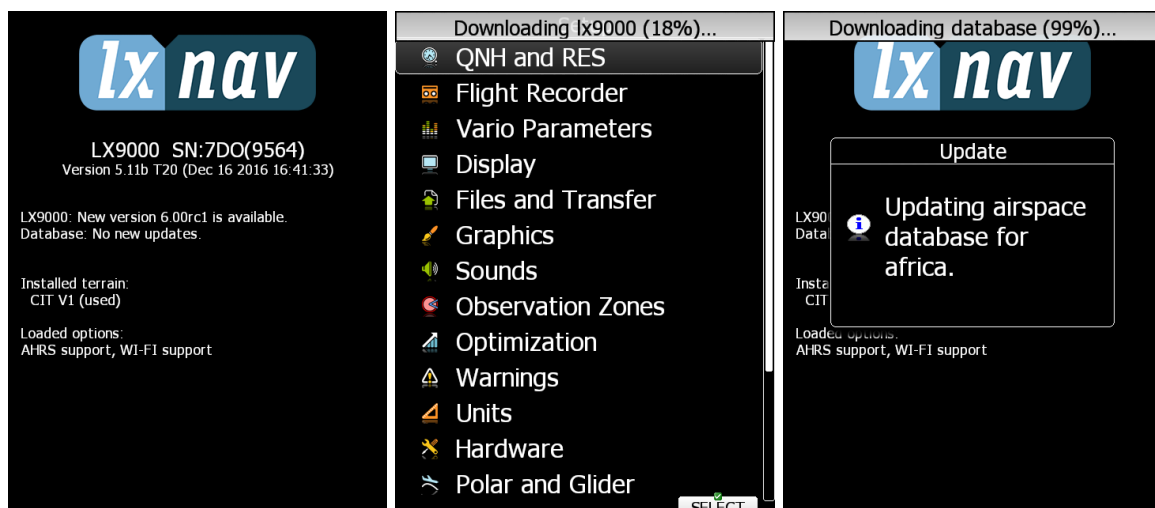 lx nav
LX9000 SN:7DO(9564)
Version 5.11b T20 (Dec 16 2016 16:41:33)
LX9000: New version 6.00rc1 is available.
Database: No new updates.
Installed terrain:
CIT V1 (used)
Loaded options:
AHRS support, WI-FI support
Downloading lx9000 (18%)...
QNH and RES
Flight Recorder
Vario Parameters
Display
Files and Transfer
Graphics
Sounds
Observation Zones
Optimization
Warnings
Units
Hardware
Polar and Glider
SELECT
Downloading database (99%)...
lx nav
Update
Updating airspace
database for
africa.
LX90
Data
Insta
CIT
Loaded options:
AHRS support, WI-FI support